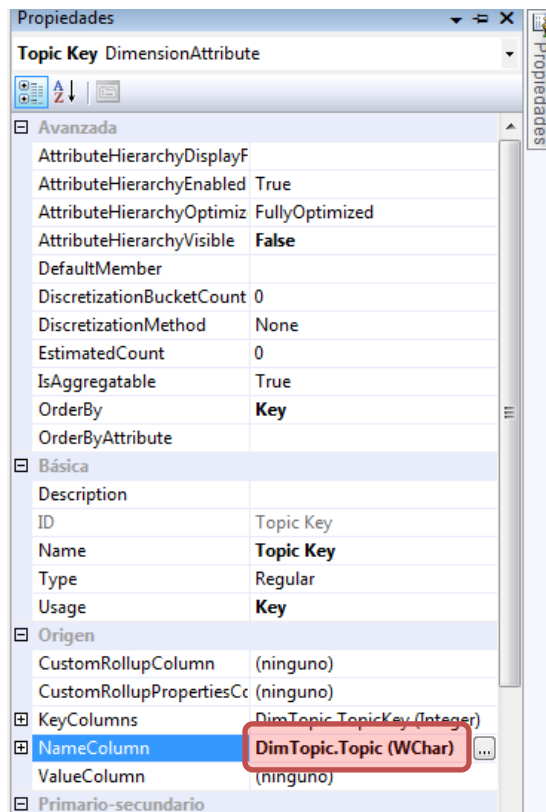 Propiedades
Topic Key DimensionAttribute
Avanzada
AttributeHierarchyDisplayF
AttributeHierarchyEnabled True
AttributeHierarchyOptimiz FullyOptimized
AttributeHierarchyVisible False
DefaultMember
DiscretizationBucketCount 0
DiscretizationMethod None
EstimatedCount 0
IsAggregatable True
OrderBy Key
OrderByAttribute
Básica
Description
ID Topic Key
Name Topic Key
Type Regular
Usage Key
Origen
CustomRollupColumn (ninguno)
CustomRollupPropertiesCo (ninguno)
KeyColumns DimTopic.TopicKey (Integer)
NameColumn DimTopic.Topic (WChar) ...
ValueColumn (ninguno)
Primario-secundario
Propiedades